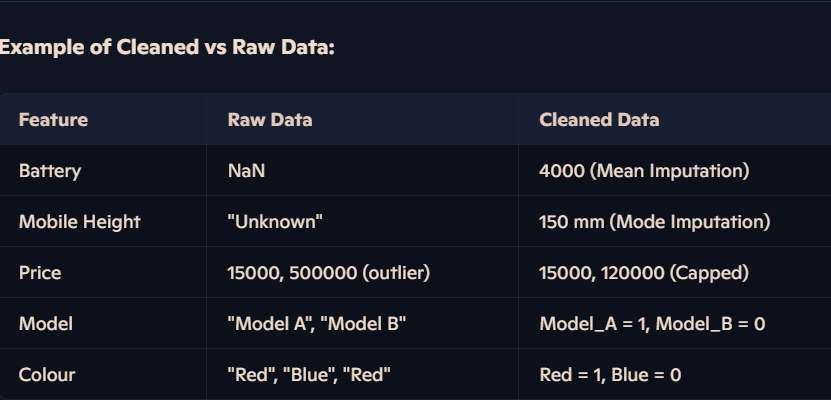 Example of Cleaned vs Raw Data:
Feature Raw Data Cleaned Data
Battery NaN 4000 (Mean Imputation)
Mobile Height "Unknown" 150 mm (Mode Imputation)
Price 15000, 500000 (outlier) 15000, 120000 (Capped)
Model "Model A", "Model B" Model_A = 1, Model_B = 0
Colour "Red", "Blue", "Red" Red = 1, Blue = 0